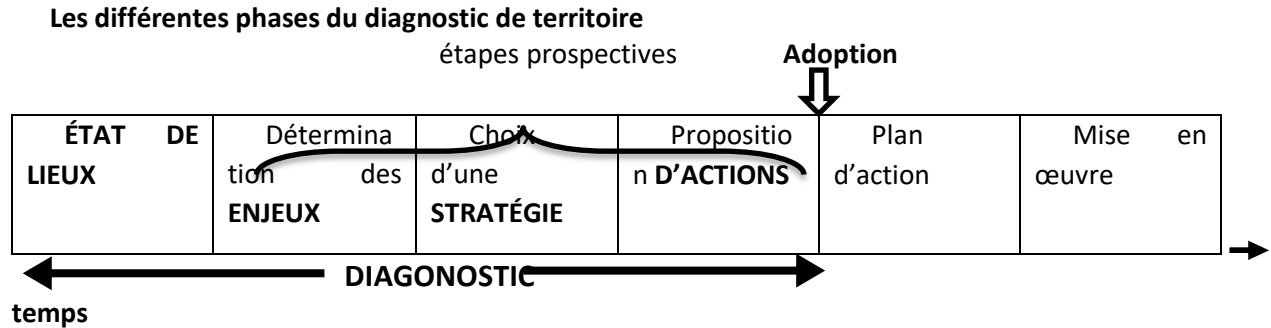 Les différentes phases du diagnostic de territoire
étapes prospectives Adoption
ÉTAT DE LIEUX
Détermina
tion des
ENJEUX
Choix
d’une
STRATÉGIE
Propositio
n D’ACTIONS
Plan
d’action
Mise en
œuvre
DIAGONOSTIC
temps